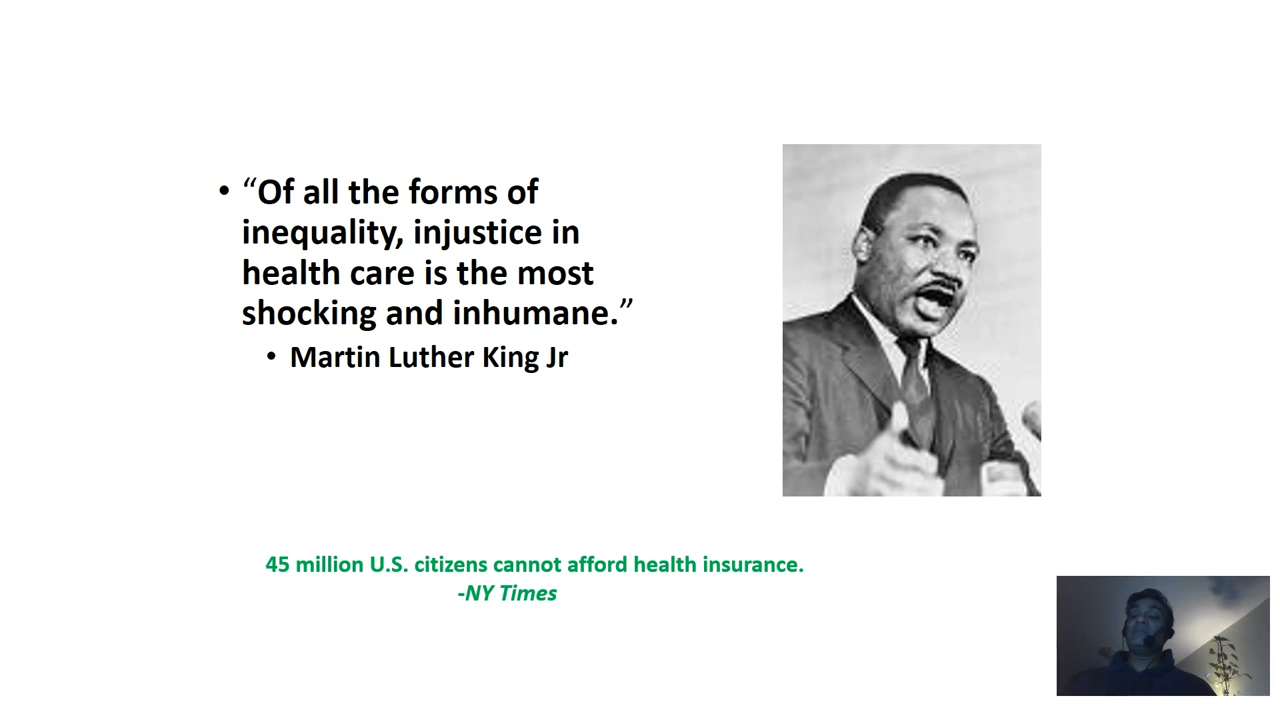 • “Of all the forms of
inequality, injustice in
health care is the most
shocking and inhumane.”
• Martin Luther King Jr
45 million U.S. citizens cannot afford health insurance.
-NY Times